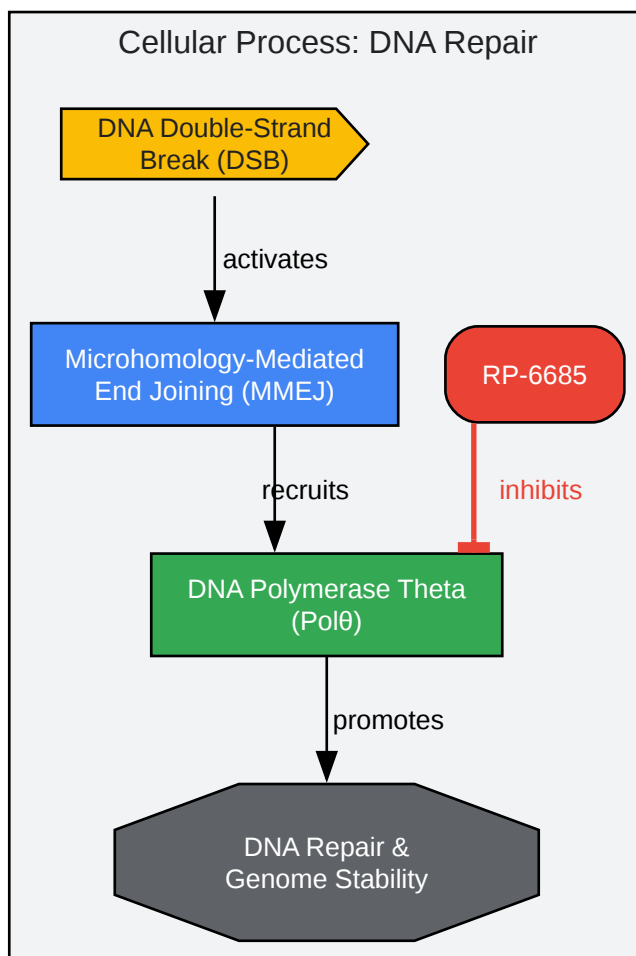 Cellular Process: DNA Repair
DNA Double-Strand
Break (DSB)
activates
Microhomology-Mediated
End Joining (MMEJ)
RP-6685
recruits
inhibits
DNA Polymerase Theta
(Polθ)
promotes
DNA Repair &
Genome Stability